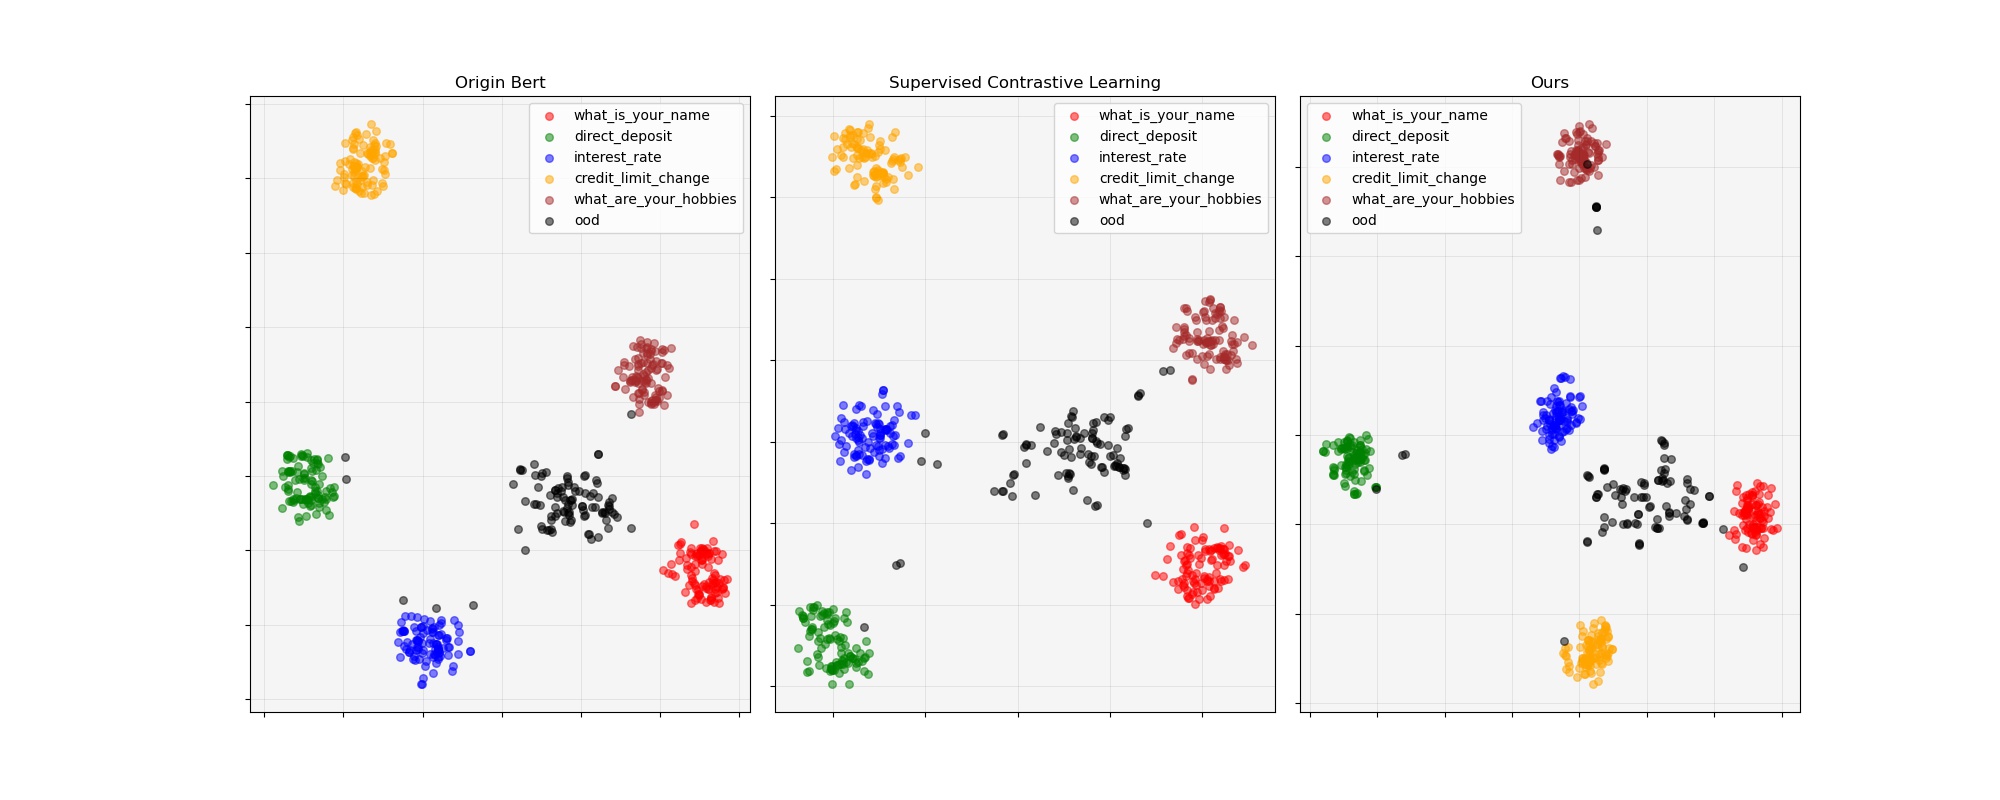 Origin Bert
what_is_your_name
direct_deposit
interest_rate
credit_limit_change
what_are_your_hobbies
ood
Supervised Contrastive Learning
what_is_your_name
direct_deposit
interest_rate
credit_limit_change
what_are_your_hobbies
ood
Ours
what_is_your_name
direct_deposit
interest_rate
credit_limit_change
what_are_your_hobbies
ood